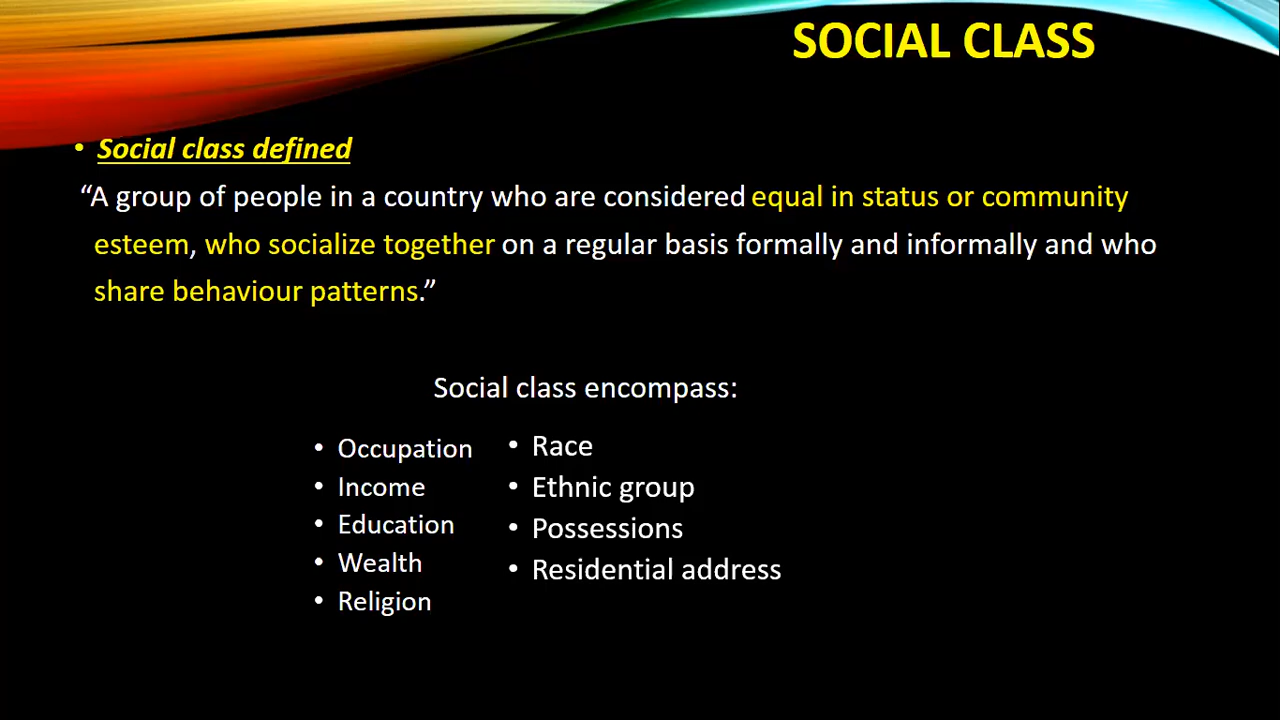 SOCIAL CLASS
• Social class defined
“A group of people in a country who are considered equal in status or community
esteem, who socialize together on a regular basis formally and informally and who
share behaviour patterns.”
Social class encompass:
• Occupation
• Income
• Education
• Wealth
• Religion
• Race
• Ethnic group
• Possessions
• Residential address